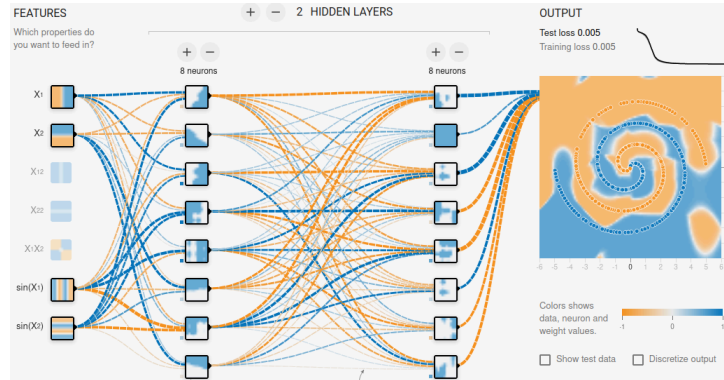 FEATURES
Which properties do
you want to feed in?
X1
X2
X12
X22
X1X2
sin(X1)
sin(X2)
+ − 2 HIDDEN LAYERS
+ −
8 neurons
+ −
8 neurons
OUTPUT
Test loss 0.005
Training loss 0.005
-6 -5 -4 -3 -2 -1 0 1 2 3 4 5 6
Colors shows
data, neuron and
weight values.
-1 0 1
Show test data
Discretize output